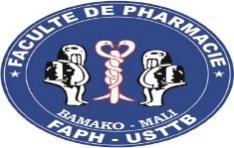 FACULTE DE PHARMACIE
BAMAKO - MALI
FAPH - USTTB